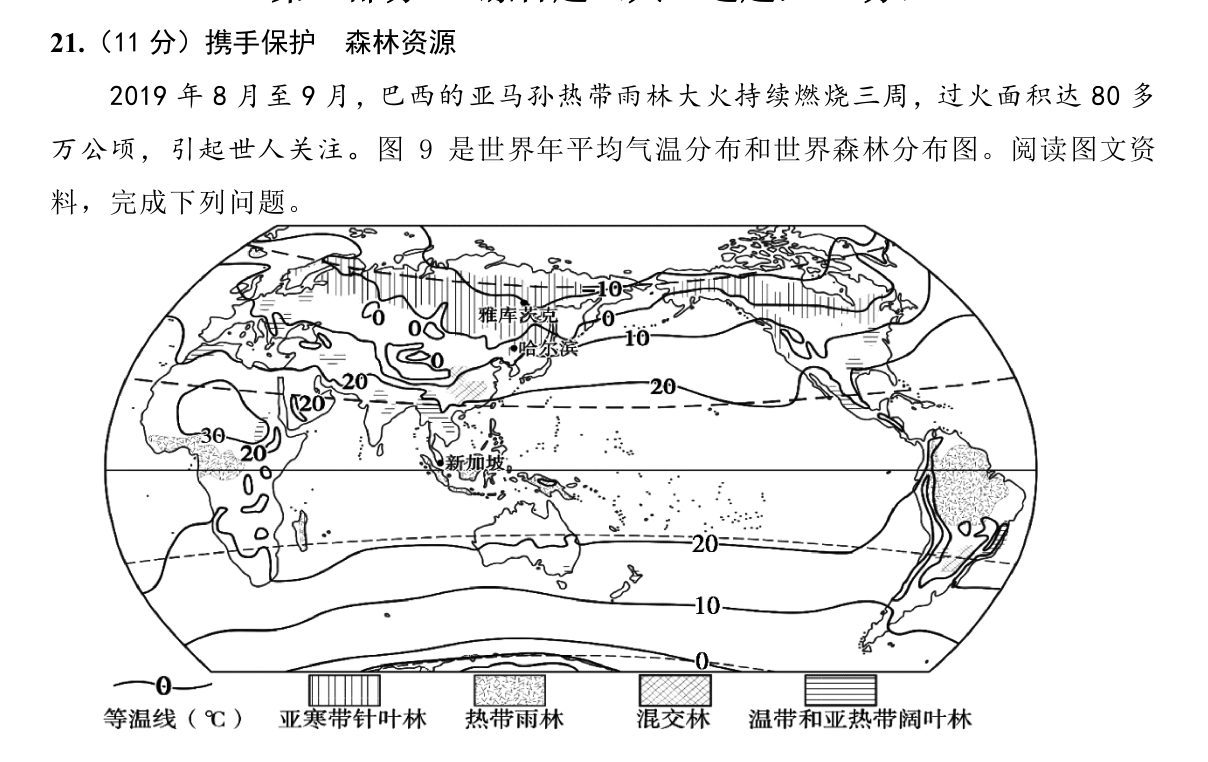 21.（11 分）携手保护　森林资源
2019 年 8 月至 9 月，巴西的亚马孙热带雨林大火持续燃烧三周，过火面积达 80 多
万公顷，引起世人关注。图 9 是世界年平均气温分布和世界森林分布图。阅读图文资
料，完成下列问题。
-10
雅库茨克
0
0
0
10
哈尔滨
0
20
20
20
30
20
新加坡
20
10
0
0
等温线（℃）
亚寒带针叶林
热带雨林
混交林
温带和亚热带阔叶林